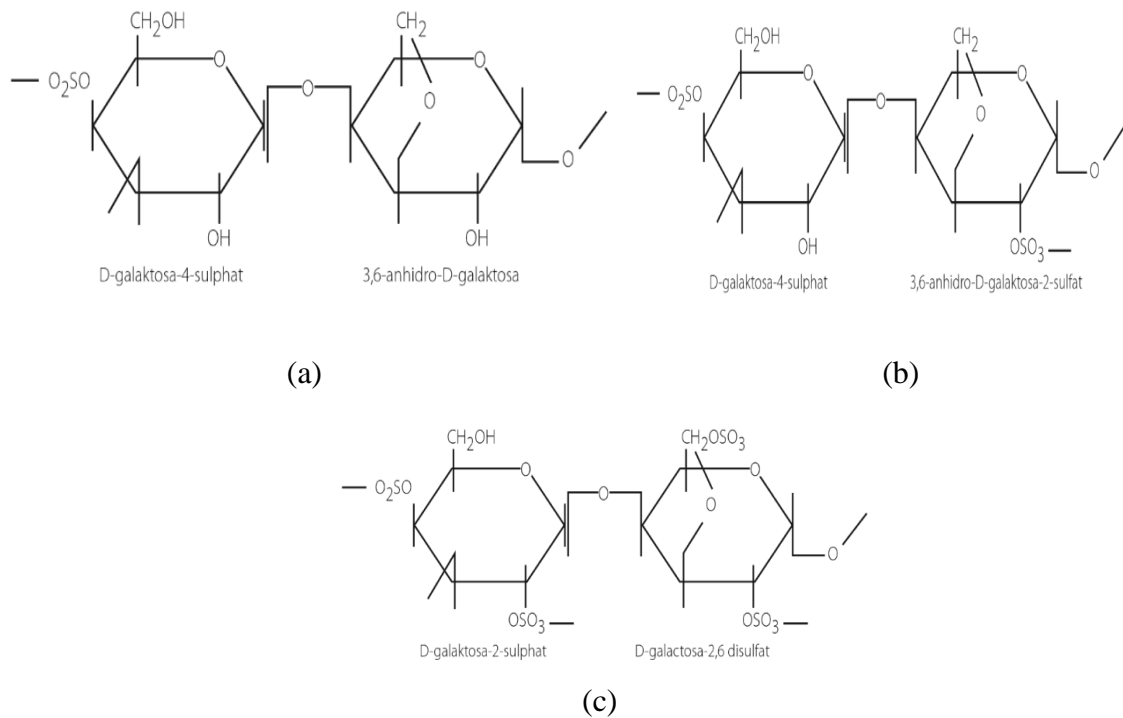 CH2OH CH2
— O2SO O O O O O
OH OH
D-galaktosa-4-sulphat 3,6-anhidro-D-galaktosa
(a)
CH2OH CH2
— O2SO O O O O O
OH OSO3—
D-galaktosa-4-sulphat 3,6-anhidro-D-galaktosa-2-sulfat
(b)
CH2OH CH2OSO3
— O2SO O O O O O
OSO3— OSO3—
D-galaktosa-2-sulphat D-galactosa-2,6 disulfat
(c)